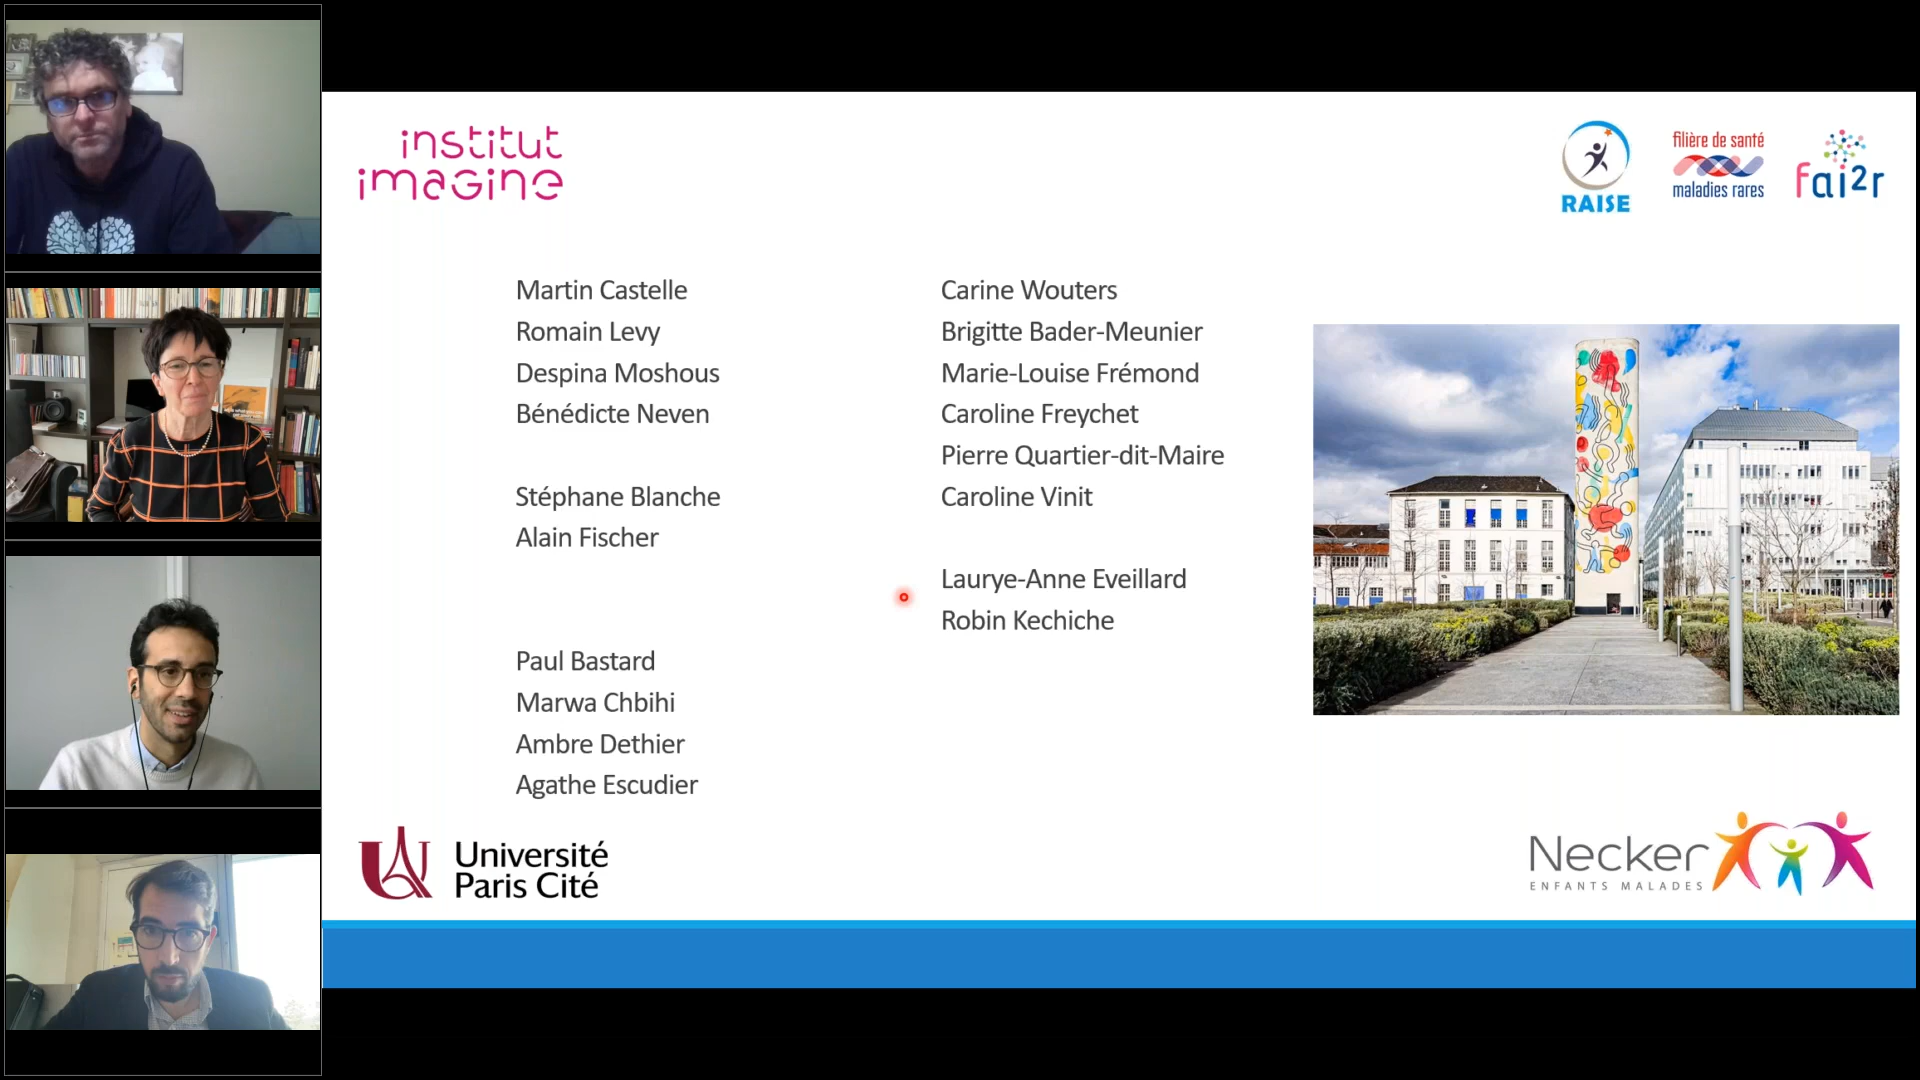 institut
imagine
RAISE
filière de santé
maladies rares
fai2r
Martin Castelle
Romain Levy
Despina Moshous
Bénédicte Neven
Stéphane Blanche
Alain Fischer
Paul Bastard
Marwa Chbihi
Ambre Dethier
Agathe Escudier
Carine Wouters
Brigitte Bader-Meunier
Marie-Louise Frémond
Caroline Freychet
Pierre Quartier-dit-Maire
Caroline Vinit
Laurye-Anne Eveillard
Robin Kechiche
Université
Paris Cité
Necker
ENFANTS MALADES